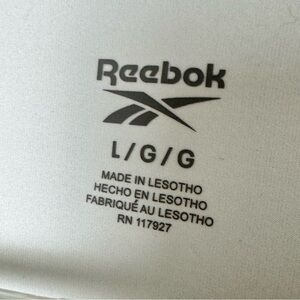 Reebok
L/G/G
MADE IN LESOTHO
HECHO EN LESOTHO
FABRIQUÉ AU LESOTHO
RN 117927